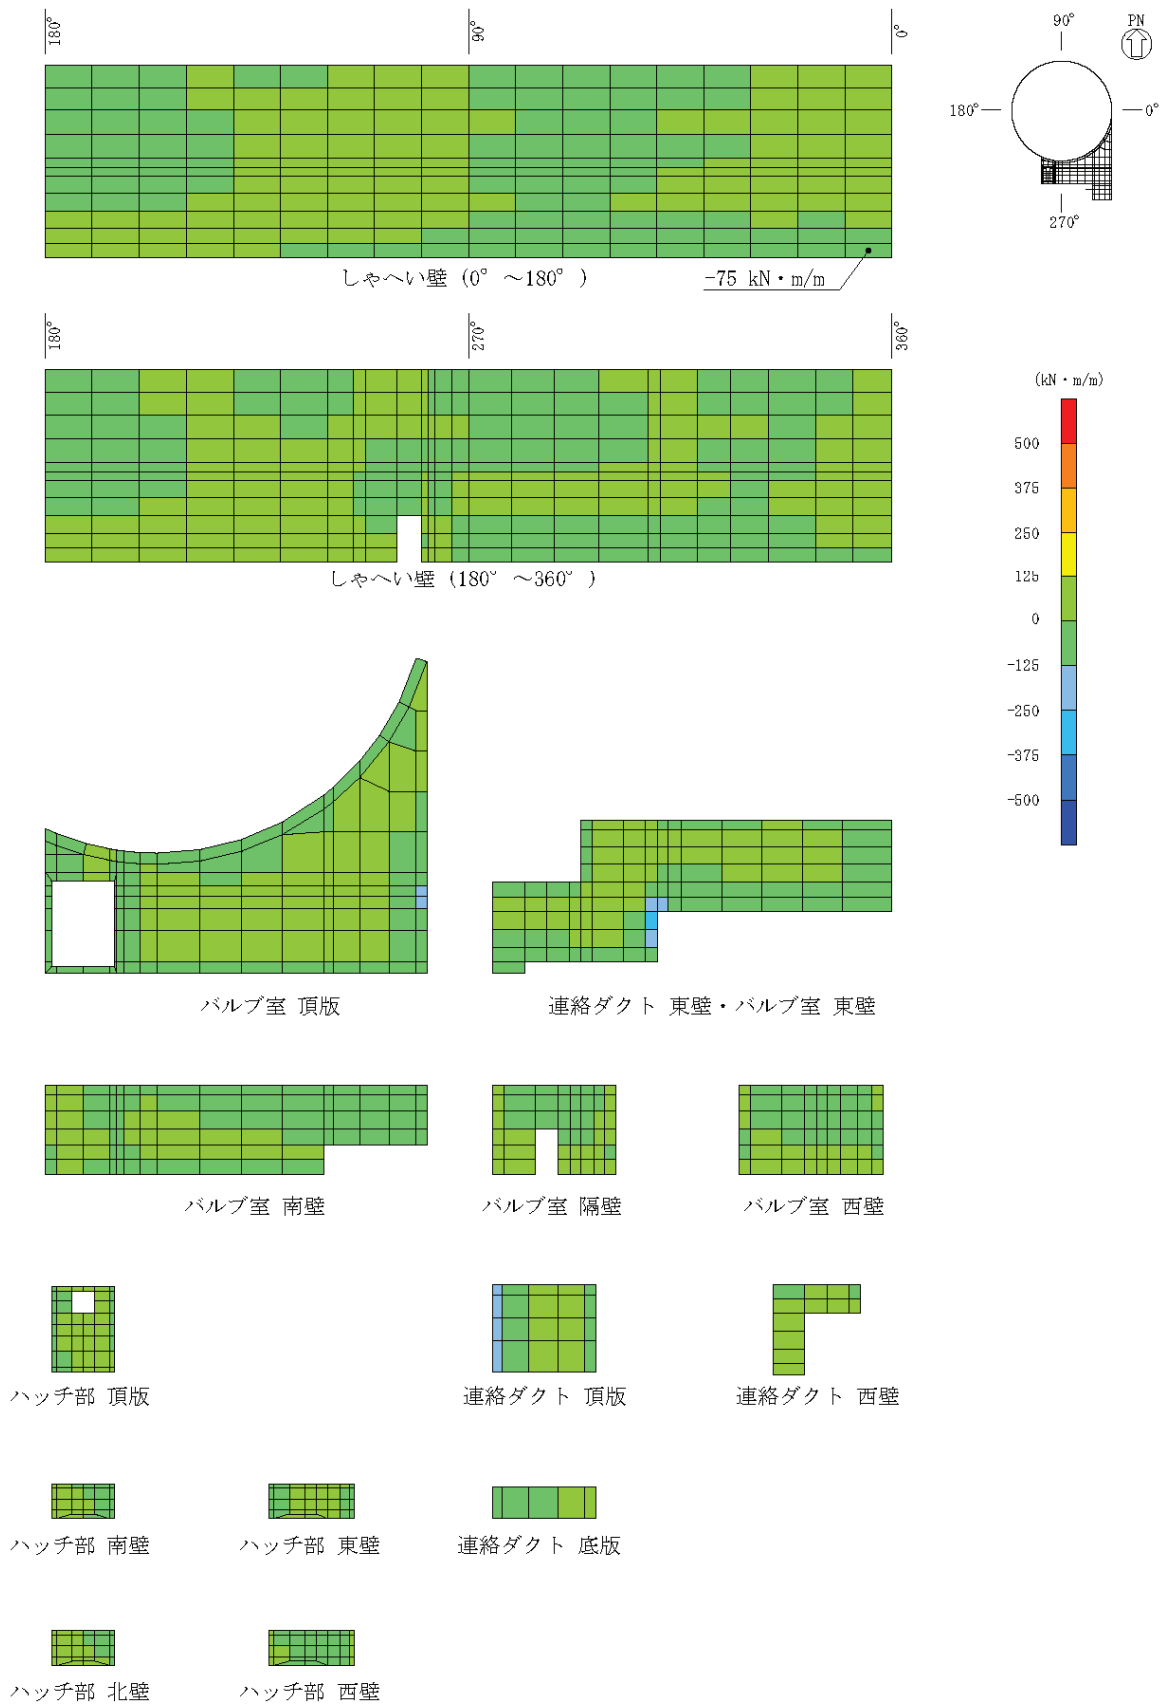 180°
90°
0°
しゃへい壁 (0° ～180° )
-75 kN・m/m
90°
PN
180°
0°
270°
180°
270°
360°
しゃへい壁 (180° ～360° )
(kN・m/m)
500
375
250
125
0
-125
-250
-375
-500
バルブ室 頂版
連絡ダクト 東壁・バルブ室 東壁
バルブ室 南壁
バルブ室 隔壁
バルブ室 西壁
ハッチ部 頂版
連絡ダクト 頂版
連絡ダクト 西壁
ハッチ部 南壁
ハッチ部 東壁
連絡ダクト 底版
ハッチ部 北壁
ハッチ部 西壁